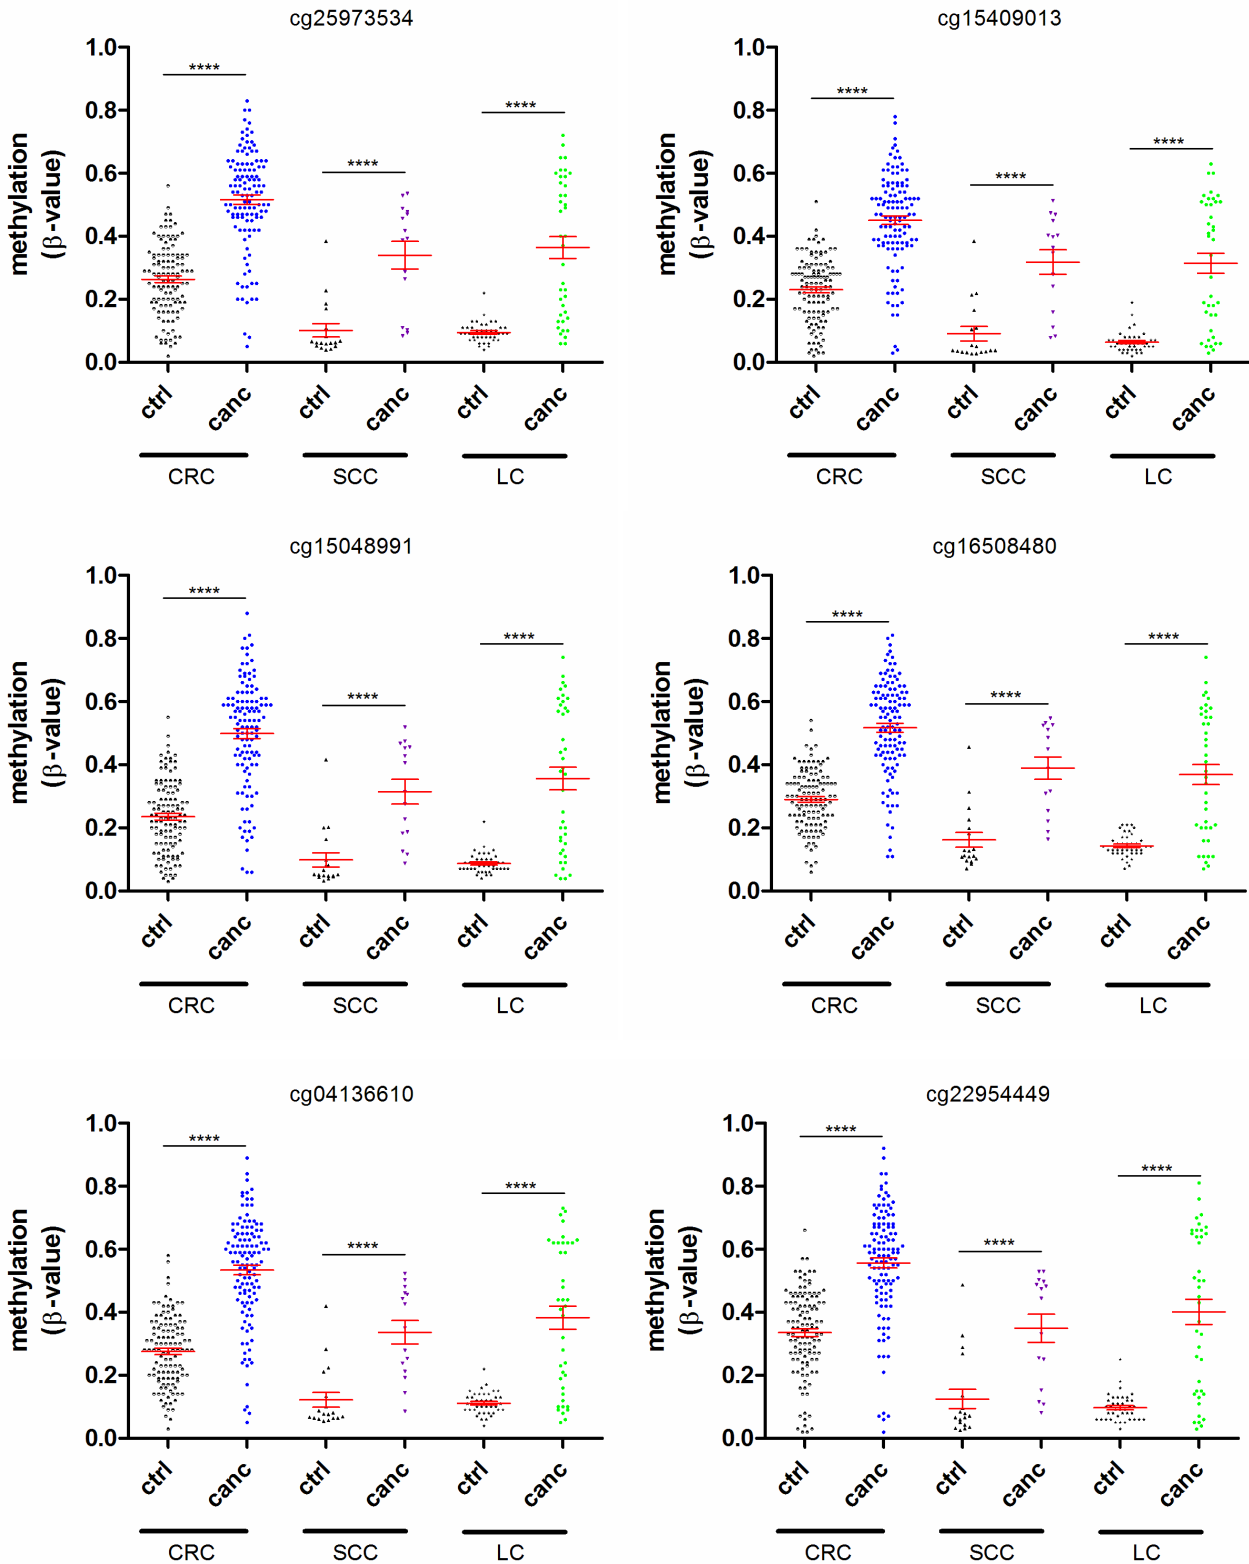 cg25973534
methylation
(β-value)
1.0
0.8
0.6
0.4
0.2
0.0
****
****
****
ctrl
canc
ctrl
canc
ctrl
canc
CRC
SCC
LC
cg15409013
methylation
(β-value)
1.0
0.8
0.6
0.4
0.2
0.0
****
****
****
ctrl
canc
ctrl
canc
ctrl
canc
CRC
SCC
LC
cg15048991
methylation
(β-value)
1.0
0.8
0.6
0.4
0.2
0.0
****
****
****
ctrl
canc
ctrl
canc
ctrl
canc
CRC
SCC
LC
cg16508480
methylation
(β-value)
1.0
0.8
0.6
0.4
0.2
0.0
****
****
****
ctrl
canc
ctrl
canc
ctrl
canc
CRC
SCC
LC
cg04136610
methylation
(β-value)
1.0
0.8
0.6
0.4
0.2
0.0
****
****
****
ctrl
canc
ctrl
canc
ctrl
canc
CRC
SCC
LC
cg22954449
methylation
(β-value)
1.0
0.8
0.6
0.4
0.2
0.0
****
****
****
ctrl
canc
ctrl
canc
ctrl
canc
CRC
SCC
LC